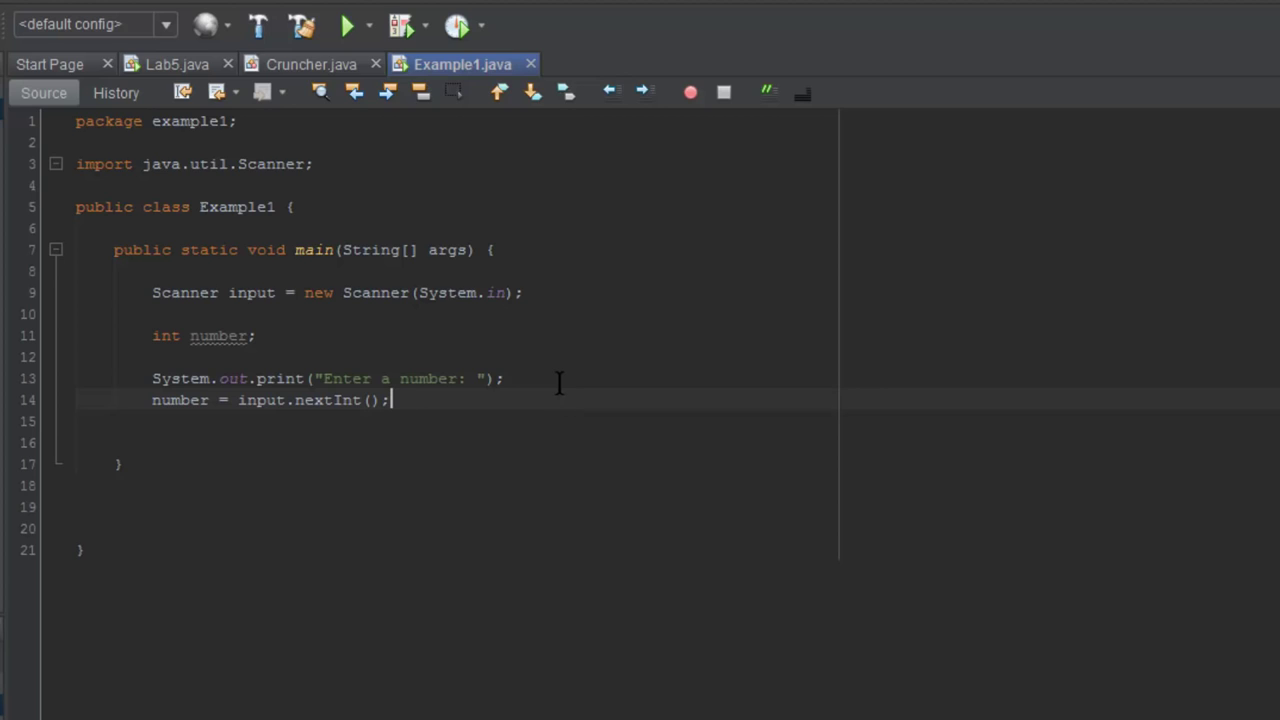 <default config>
Start Page Lab5.java Cruncher.java Example1.java
Source History
1 package example1;
2
3 import java.util.Scanner;
4
5 public class Example1 {
6
7 public static void main(String[] args) {
8
9 Scanner input = new Scanner(System.in);
10
11 int number;
12
13 System.out.print("Enter a number: ");
14 number = input.nextInt();
15
16
17 }
18
19
20
21 }